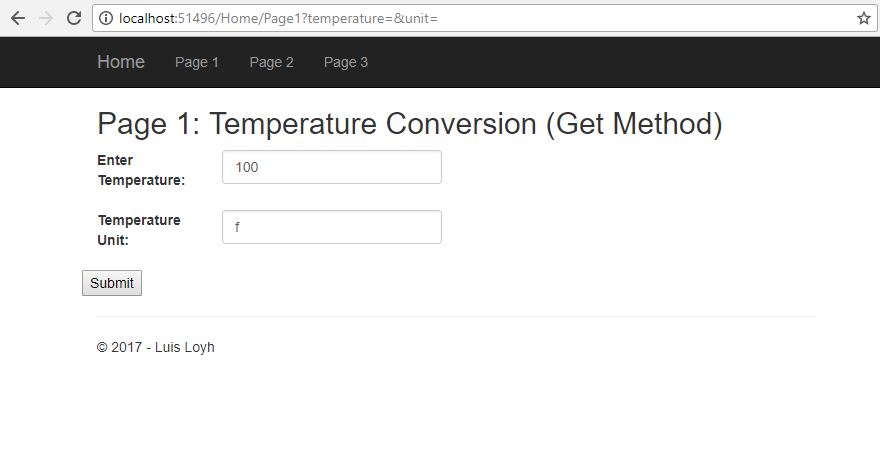 localhost:51496/Home/Page1?temperature=&unit=
Home Page 1 Page 2 Page 3
Page 1: Temperature Conversion (Get Method)
Enter
Temperature:
100
Temperature
Unit:
f
Submit
© 2017 - Luis Loyh